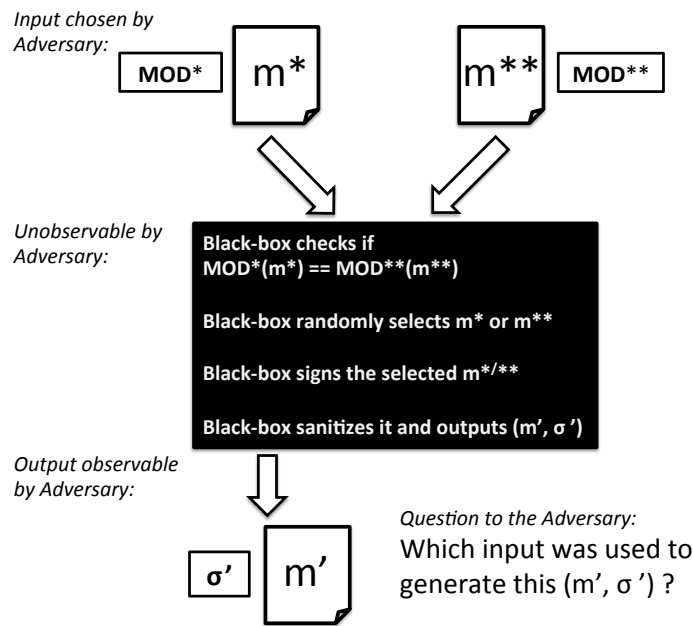 Input chosen by
Adversary:
MOD*
m*
m**
MOD**
Unobservable by
Adversary:
Black-box checks if
MOD*(m*) == MOD**(m**)
Black-box randomly selects m* or m**
Black-box signs the selected m*/**
Black-box sanitizes it and outputs (m’, σ ’)
Output observable
by Adversary:
σ’
m’
Question to the Adversary:
Which input was used to
generate this (m’, σ ’) ?